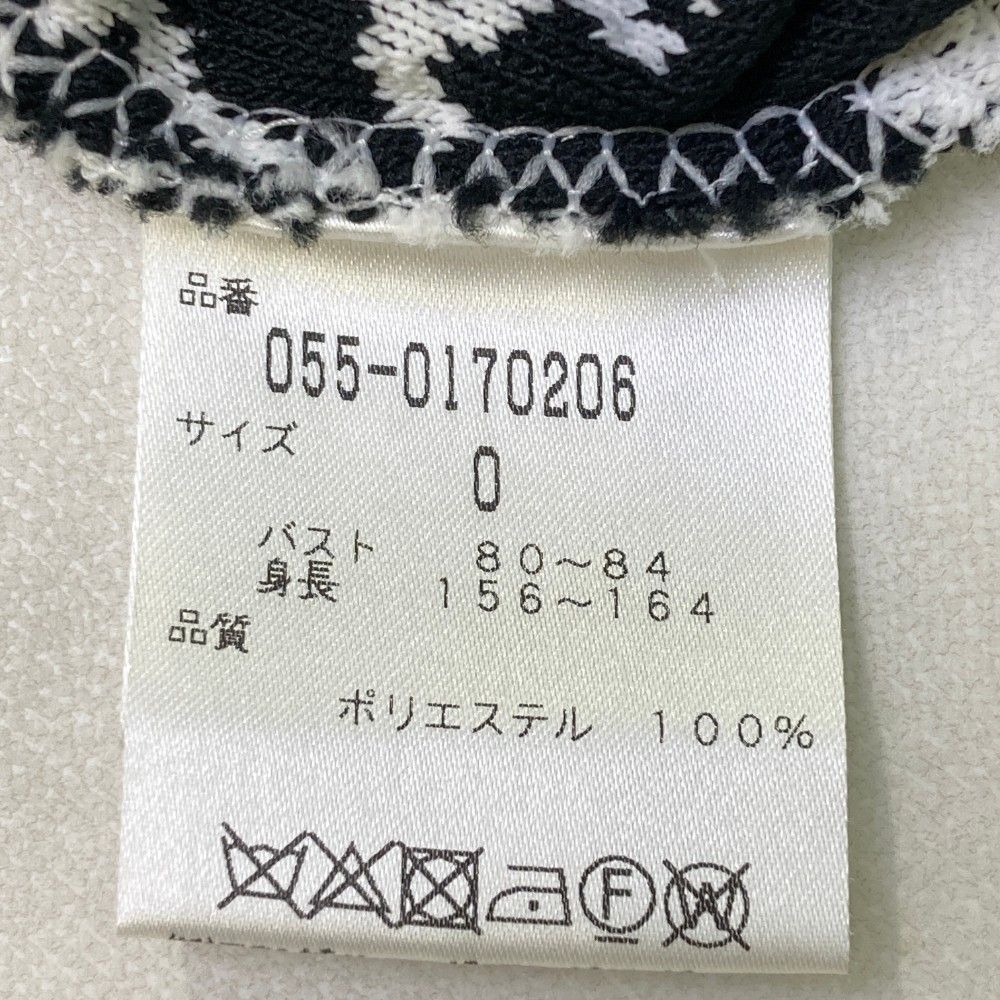 品番
055-0170206
サイズ
0
バスト 80～84
身長 156～164
品質
ポリエステル 100%
F
W